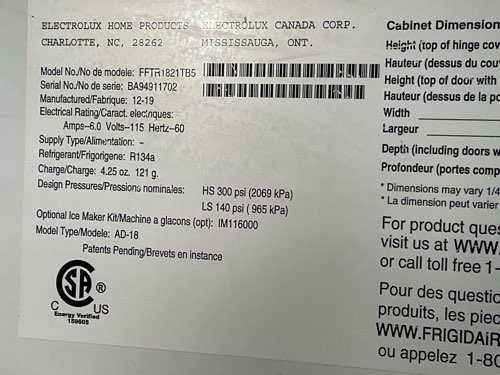 ELECTROLUX HOME PRODUCTS ELECTROLUX CANADA CORP.
CHARLOTTE, NC, 28262 MISSISSAUGA, ONT.
Model No./No de modele: FFTR1821TB5
Serial No./No de serie: BA94911702
Manufactured/Fabrique: 12-19
Electrical Rating/Caract. electriques:
Amps-6.0 Volts-115 Hertz-60
Supply Type/Alimentation: -
Refrigerant/Frigorigene: R134a
Charge/Charge: 4.25 oz. 121 g.
Design Pressures/Pressions nominales: HS 300 psi (2069 kPa)
LS 140 psi ( 965 kPa)
Optional Ice Maker Kit/Machine a glacons (opt): IM116000
Model Type/Modele: AD-18
Patents Pending/Brevets en instance
SA ®
C US
Energy Verified
159605
Cabinet Dimension
Height (top of hinge cov
Hauteur (dessus du cou
Height (top of door with
Hauteur (dessus de la po
Width
Largeur
Depth (including doors w
Profondeur (portes comp
* Dimensions may vary 1/4
* La dimension peut varier
For product ques
visit us at WWW.
or call toll free 1-
Pour des questio
produits, les piec
WWW.FRIGIDAIR
ou appelez 1-80